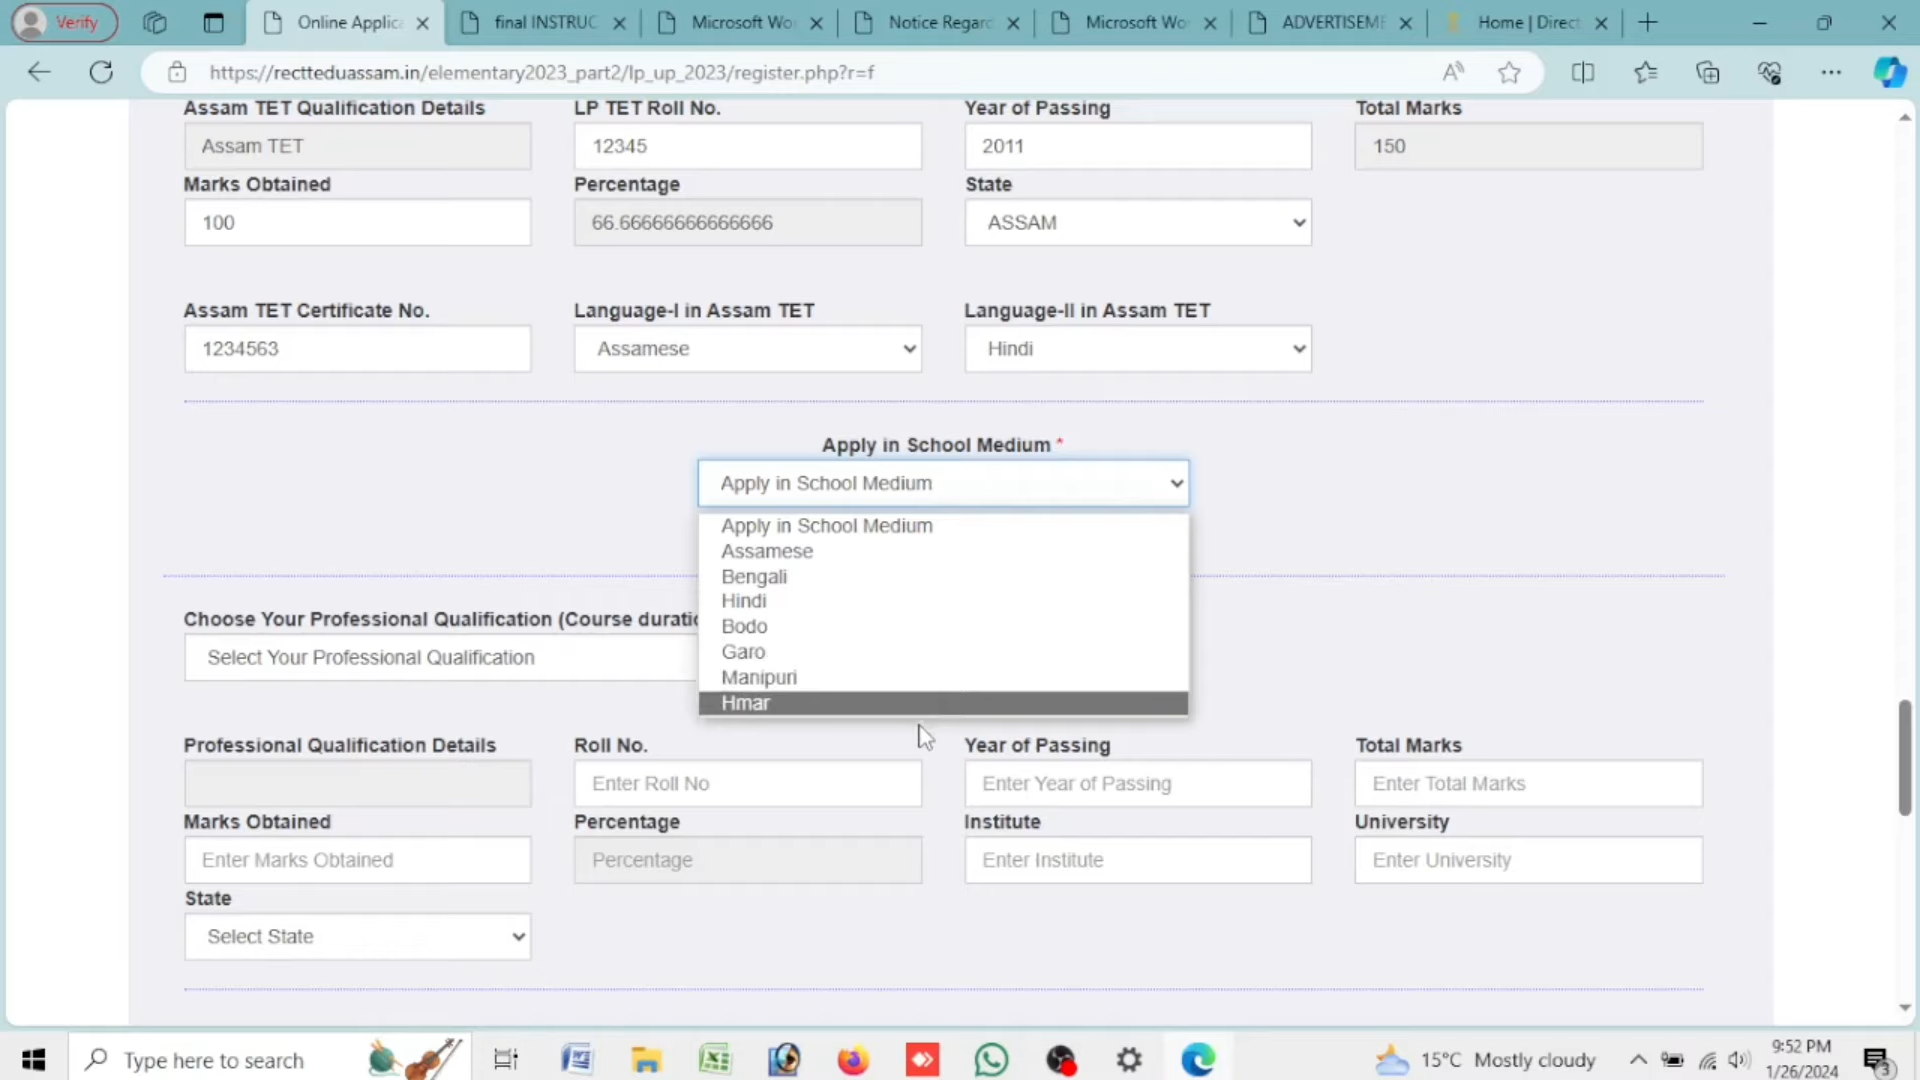 Verify
Online Applica
final INSTRUC
Microsoft Wo
Notice Regar
Microsoft Wo
ADVERTISEME
Home | Direct
https://rectteduassam.in/elementary2023_part2/lp_up_2023/register.php?r=f
Assam TET Qualification Details LP TET Roll No. Year of Passing Total Marks
Assam TET 12345 2011 150
Marks Obtained Percentage State
100 66.66666666666666 ASSAM
Assam TET Certificate No. Language-I in Assam TET Language-II in Assam TET
1234563 Assamese Hindi
Apply in School Medium *
Apply in School Medium
Apply in School Medium
Assamese
Bengali
Hindi
Bodo
Garo
Manipuri
Hmar
Choose Your Professional Qualification (Course duratio
Select Your Professional Qualification
Professional Qualification Details Roll No. Year of Passing Total Marks
Enter Roll No Enter Year of Passing Enter Total Marks
Marks Obtained Percentage Institute University
Enter Marks Obtained Percentage Enter Institute Enter University
State
Select State
Type here to search
15°C Mostly cloudy
9:52 PM
1/26/2024
3